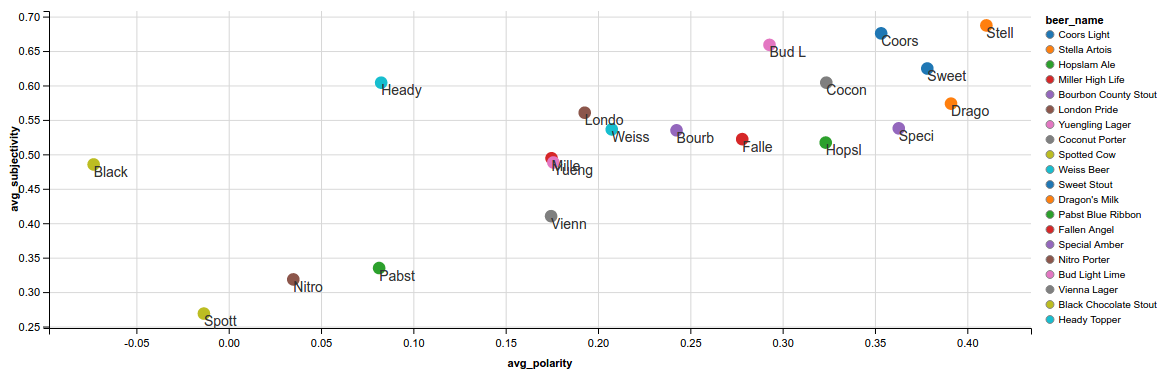 0.70
0.65
0.60
0.55
0.50
0.45
0.40
0.35
0.30
0.25
avg_subjectivity
-0.05 0.00 0.05 0.10 0.15 0.20 0.25 0.30 0.35 0.40
avg_polarity
Stell
Coors
Bud L
Sweet
Heady
Cocon
Drago
Londo
Weiss
Bourb
Speci
Falle
Hopsl
Mille
Yueng
Black
Vienn
Pabst
Nitro
Spott
beer_name
Coors Light
Stella Artois
Hopslam Ale
Miller High Life
Bourbon County Stout
London Pride
Yuengling Lager
Coconut Porter
Spotted Cow
Weiss Beer
Sweet Stout
Dragon's Milk
Pabst Blue Ribbon
Fallen Angel
Special Amber
Nitro Porter
Bud Light Lime
Vienna Lager
Black Chocolate Stout
Heady Topper